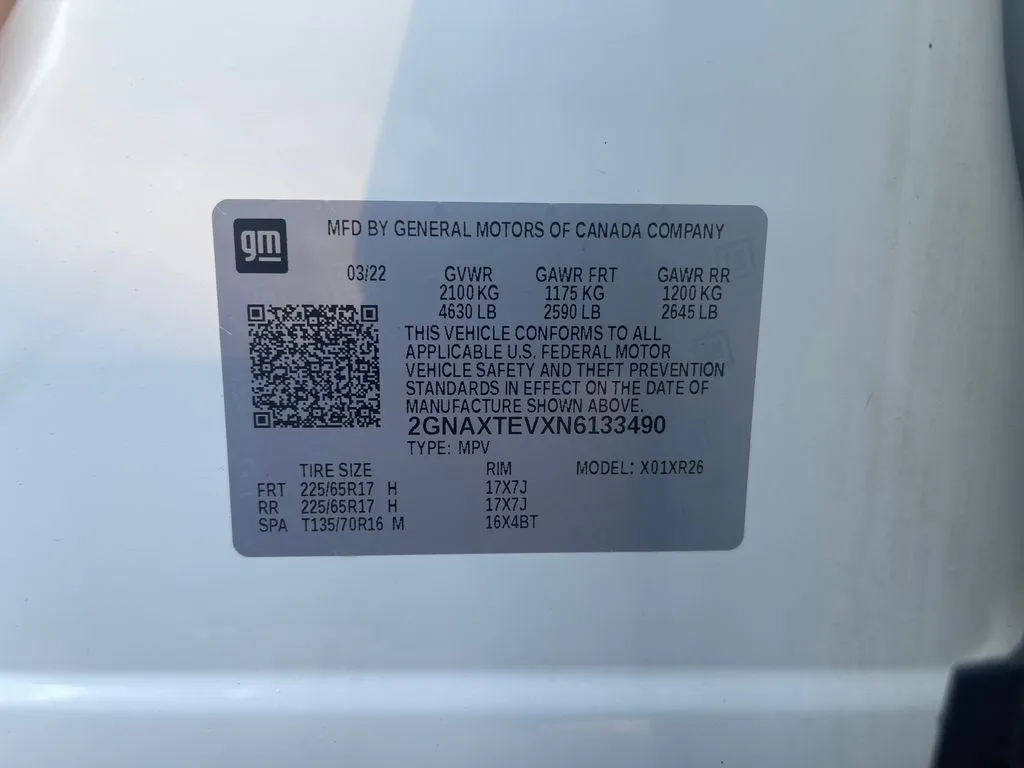 gm
MFD BY GENERAL MOTORS OF CANADA COMPANY
03/22 GVWR GAWR FRT GAWR RR
2100 KG 1175 KG 1200 KG
4630 LB 2590 LB 2645 LB
THIS VEHICLE CONFORMS TO ALL
APPLICABLE U.S. FEDERAL MOTOR
VEHICLE SAFETY AND THEFT PREVENTION
STANDARDS IN EFFECT ON THE DATE OF
MANUFACTURE SHOWN ABOVE.
2GNAXTEVXN6133490
TYPE: MPV
TIRE SIZE RIM MODEL: X01XR26
FRT 225/65R17 H 17X7J
RR 225/65R17 H 17X7J
SPA T135/70R16 M 16X4BT